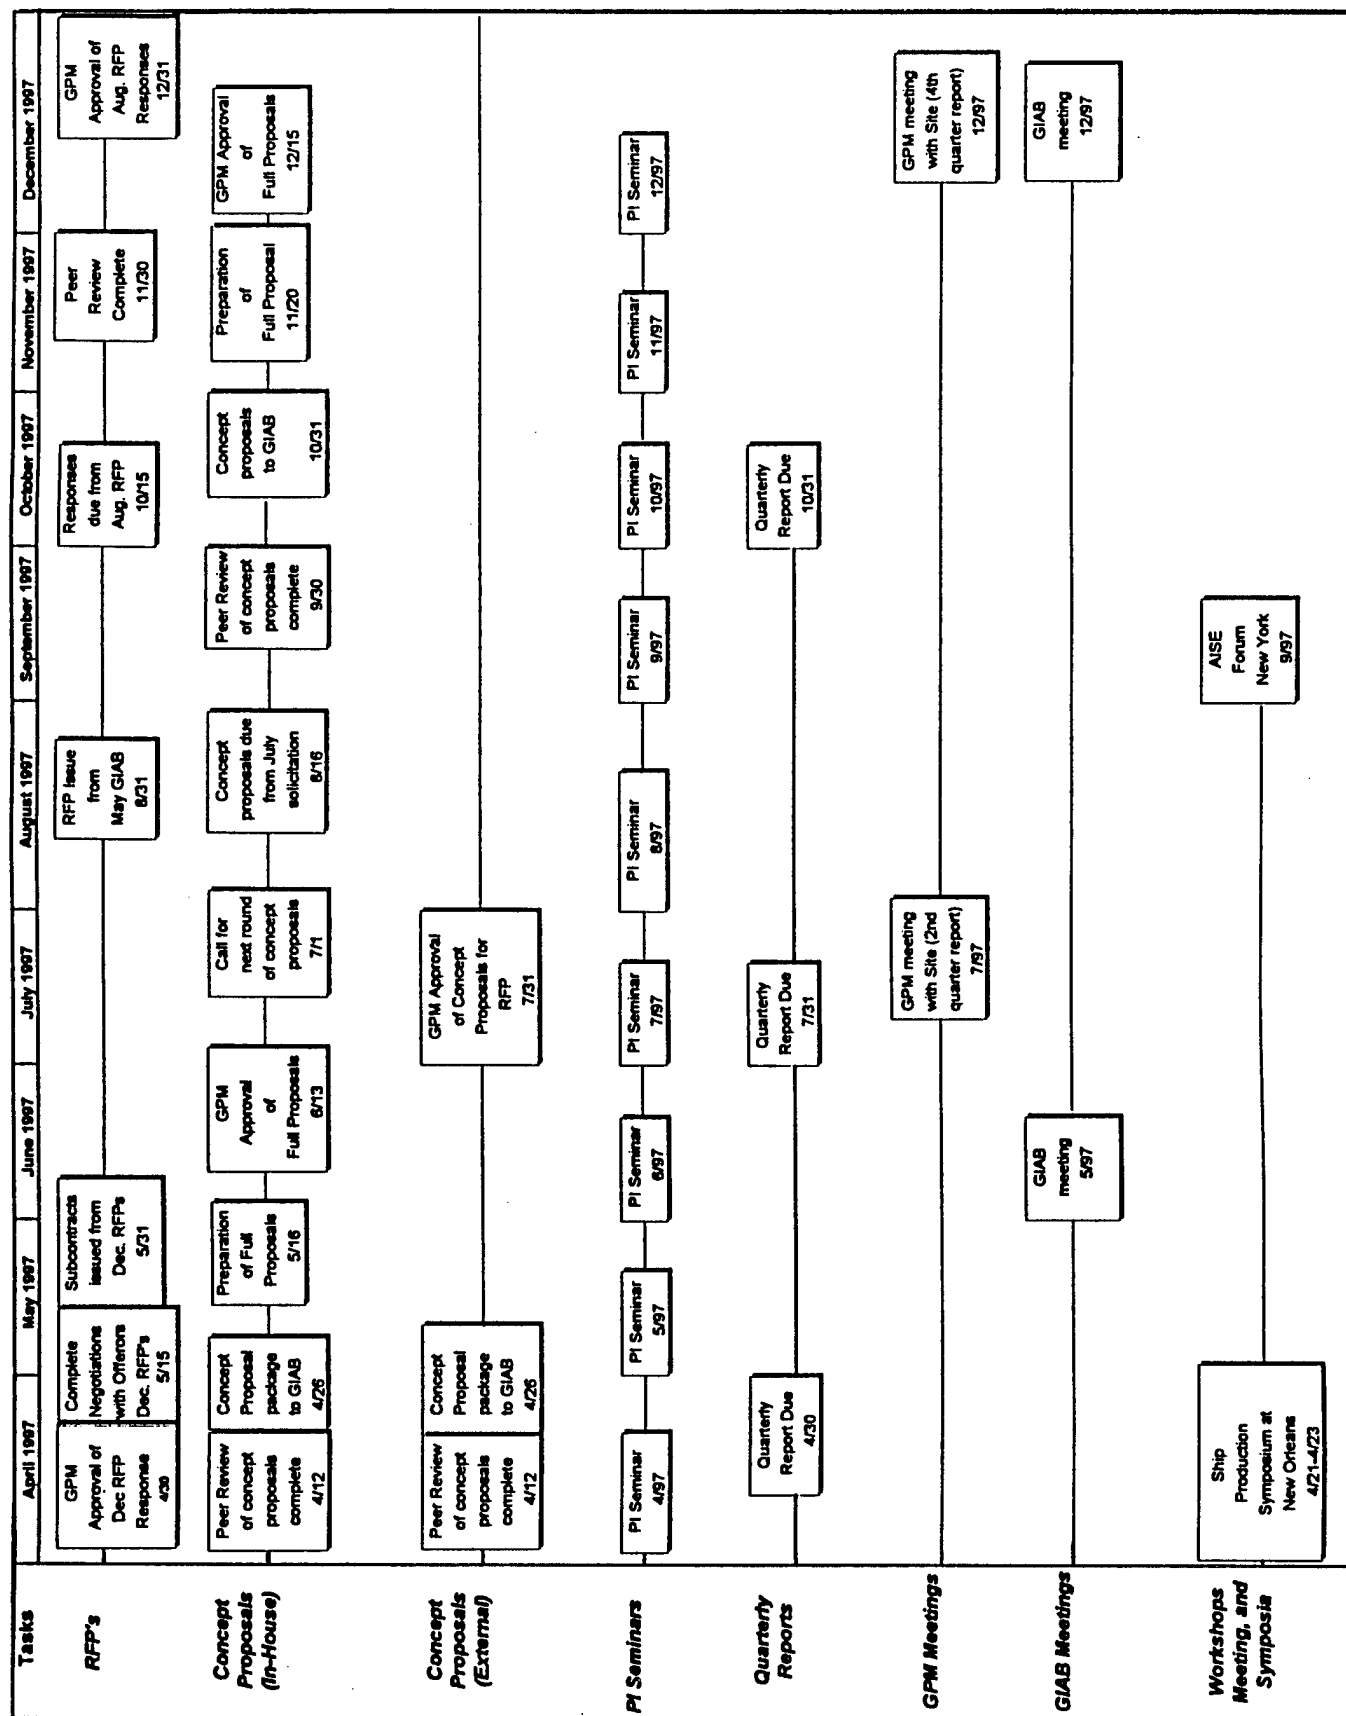 Tasks
April 1997
May 1997
June 1997
July 1997
August 1997
September 1997
October 1997
November 1997
December 1997
RFP's
GPM
Approval of
Dec RFP
Response
4/30
Complete
Negotiations
with Offerors
Dec. RFP's
5/15
Subcontracts
issued from
Dec. RFPs
5/31
RFP Issue
from
May GIAB
8/31
Responses
due from
Aug. RFP
10/15
Peer
Review
Complete
11/30
GPM
Approval of
Aug. RFP
Responses
12/31
Concept
Proposals
(In-House)
Peer Review
of concept
proposals
complete
4/12
Concept
Proposal
package
to GIAB
4/26
Preparation
of Full
Proposals
5/16
GPM
Approval
of
Full Proposals
6/13
Call for
next round
of concept
proposals
7/1
Concept
proposals due
from July
solicitation
8/16
Peer Review
of concept
proposals
complete
9/30
Concept
proposals
to GIAB
10/31
Preparation
of
Full Proposal
11/20
GPM Approval
of
Full Proposals
12/15
Concept
Proposals
(External)
Peer Review
of concept
proposals
complete
4/12
Concept
Proposal
package
to GIAB
4/26
GPM Approval
of Concept
Proposals for
RFP
7/31
PI Seminars
PI Seminar
4/97
PI Seminar
5/97
PI Seminar
6/97
PI Seminar
7/97
PI Seminar
8/97
PI Seminar
9/97
PI Seminar
10/97
PI Seminar
11/97
PI Seminar
12/97
Quarterly
Reports
Quarterly
Report Due
4/30
Quarterly
Report Due
7/31
Quarterly
Report Due
10/31
GPM Meetings
GPM meeting
with Site (2nd
quarter report)
7/97
GPM meeting
with Site (4th
quarter report)
12/97
GIAB Meetings
GIAB
meeting
5/97
GIAB
meeting
12/97
Workshops
Meeting, and
Symposia
Ship
Production
Symposium at
New Orleans
4/21-4/23
AISE
Forum
New York
9/97